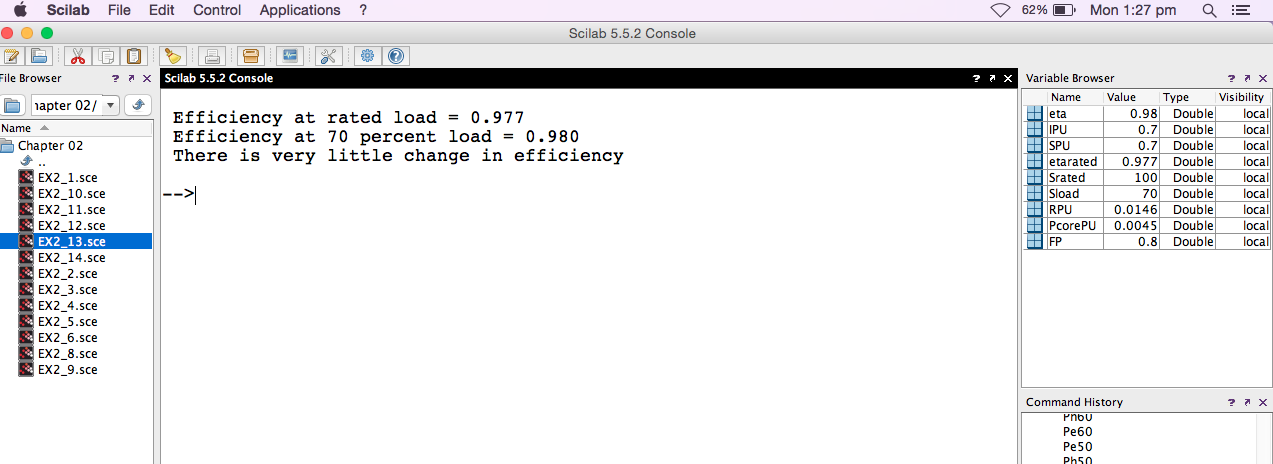 Scilab File Edit Control Applications ? 62% Mon 1:27 pm
Scilab 5.5.2 Console
File Browser ? ↗ X
hapter 02/
Name
Chapter 02
..
EX2_1.sce
EX2_10.sce
EX2_11.sce
EX2_12.sce
EX2_13.sce
EX2_14.sce
EX2_2.sce
EX2_3.sce
EX2_4.sce
EX2_5.sce
EX2_6.sce
EX2_8.sce
EX2_9.sce
Scilab 5.5.2 Console ? ↗ X
Efficiency at rated load = 0.977
Efficiency at 70 percent load = 0.980
There is very little change in efficiency
-->
Variable Browser ? ↗ X
Name Value Type Visibility
eta 0.98 Double local
IPU 0.7 Double local
SPU 0.7 Double local
etarated 0.977 Double local
Srated 100 Double local
Sload 70 Double local
RPU 0.0146 Double local
PcorePU 0.0045 Double local
FP 0.8 Double local
Command History ? ↗ X
Ph60
Pe60
Pe50
Ph50